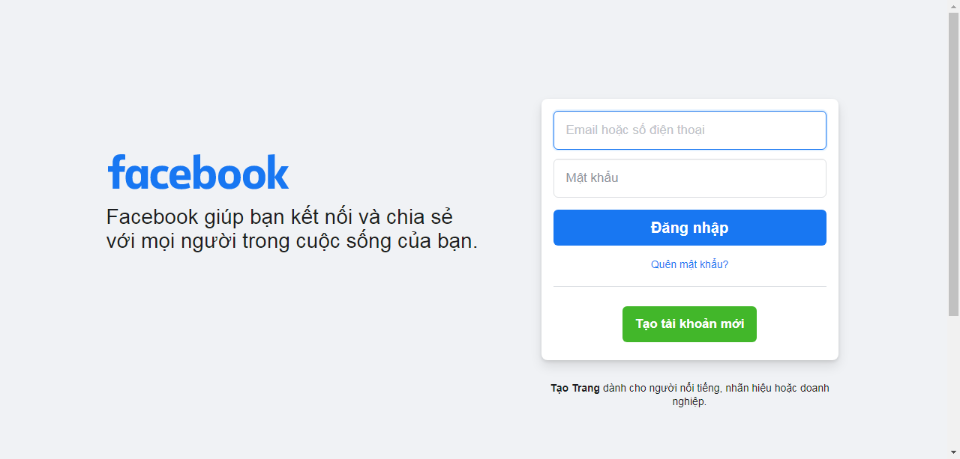 facebook
Facebook giúp bạn kết nối và chia sẻ
với mọi người trong cuộc sống của bạn.
Email hoặc số điện thoại
Mật khẩu
Đăng nhập
Quên mật khẩu?
Tạo tài khoản mới
Tạo Trang dành cho người nổi tiếng, nhãn hiệu hoặc doanh
nghiệp.